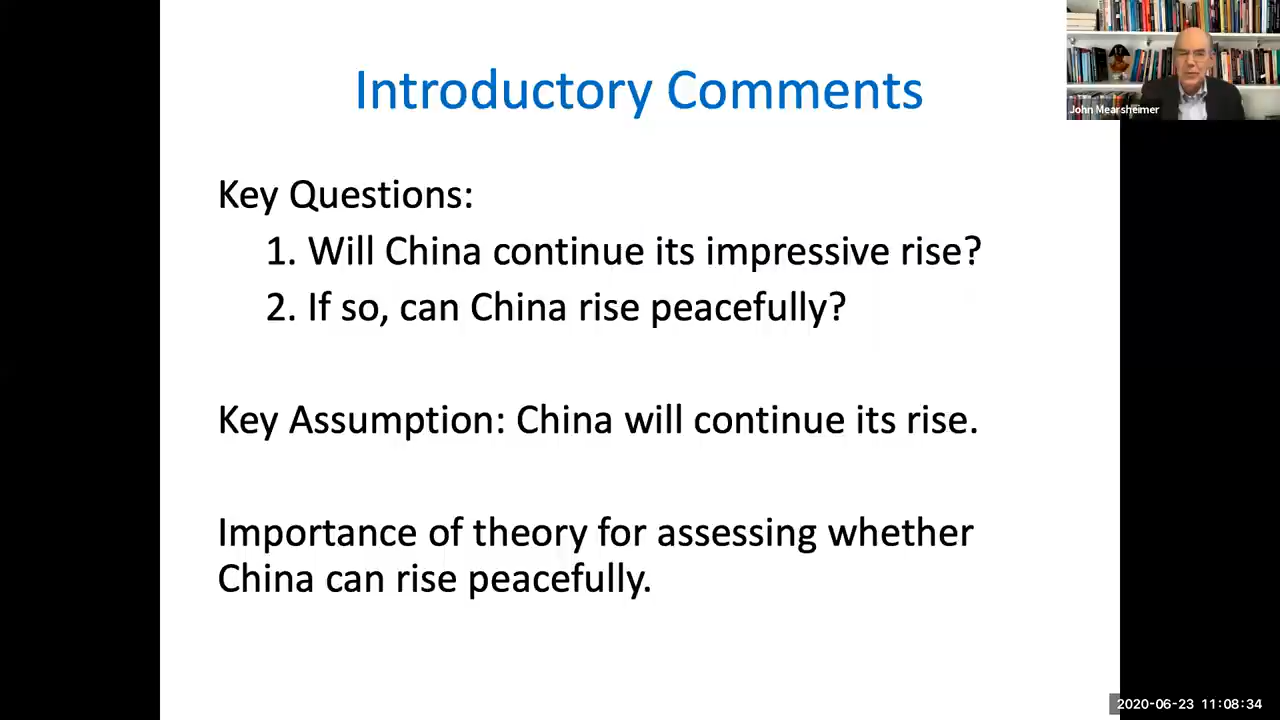 Introductory Comments
John Mearsheimer
Key Questions:
1. Will China continue its impressive rise?
2. If so, can China rise peacefully?
Key Assumption: China will continue its rise.
Importance of theory for assessing whether
China can rise peacefully.
2020-06-23 11:08:34